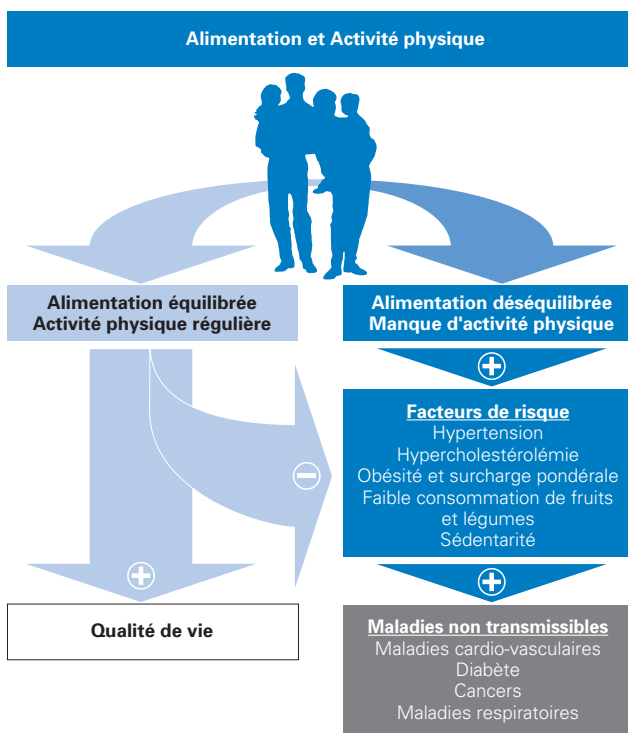 Alimentation et Activité physique
Alimentation équilibrée
Activité physique régulière
Alimentation déséquilibrée
Manque d'activité physique
+
Facteurs de risque
Hypertension
Hypercholestérolémie
Obésité et surcharge pondérale
Faible consommation de fruits
et légumes
Sédentarité
−
+
+
Qualité de vie
Maladies non transmissibles
Maladies cardio-vasculaires
Diabète
Cancers
Maladies respiratoires